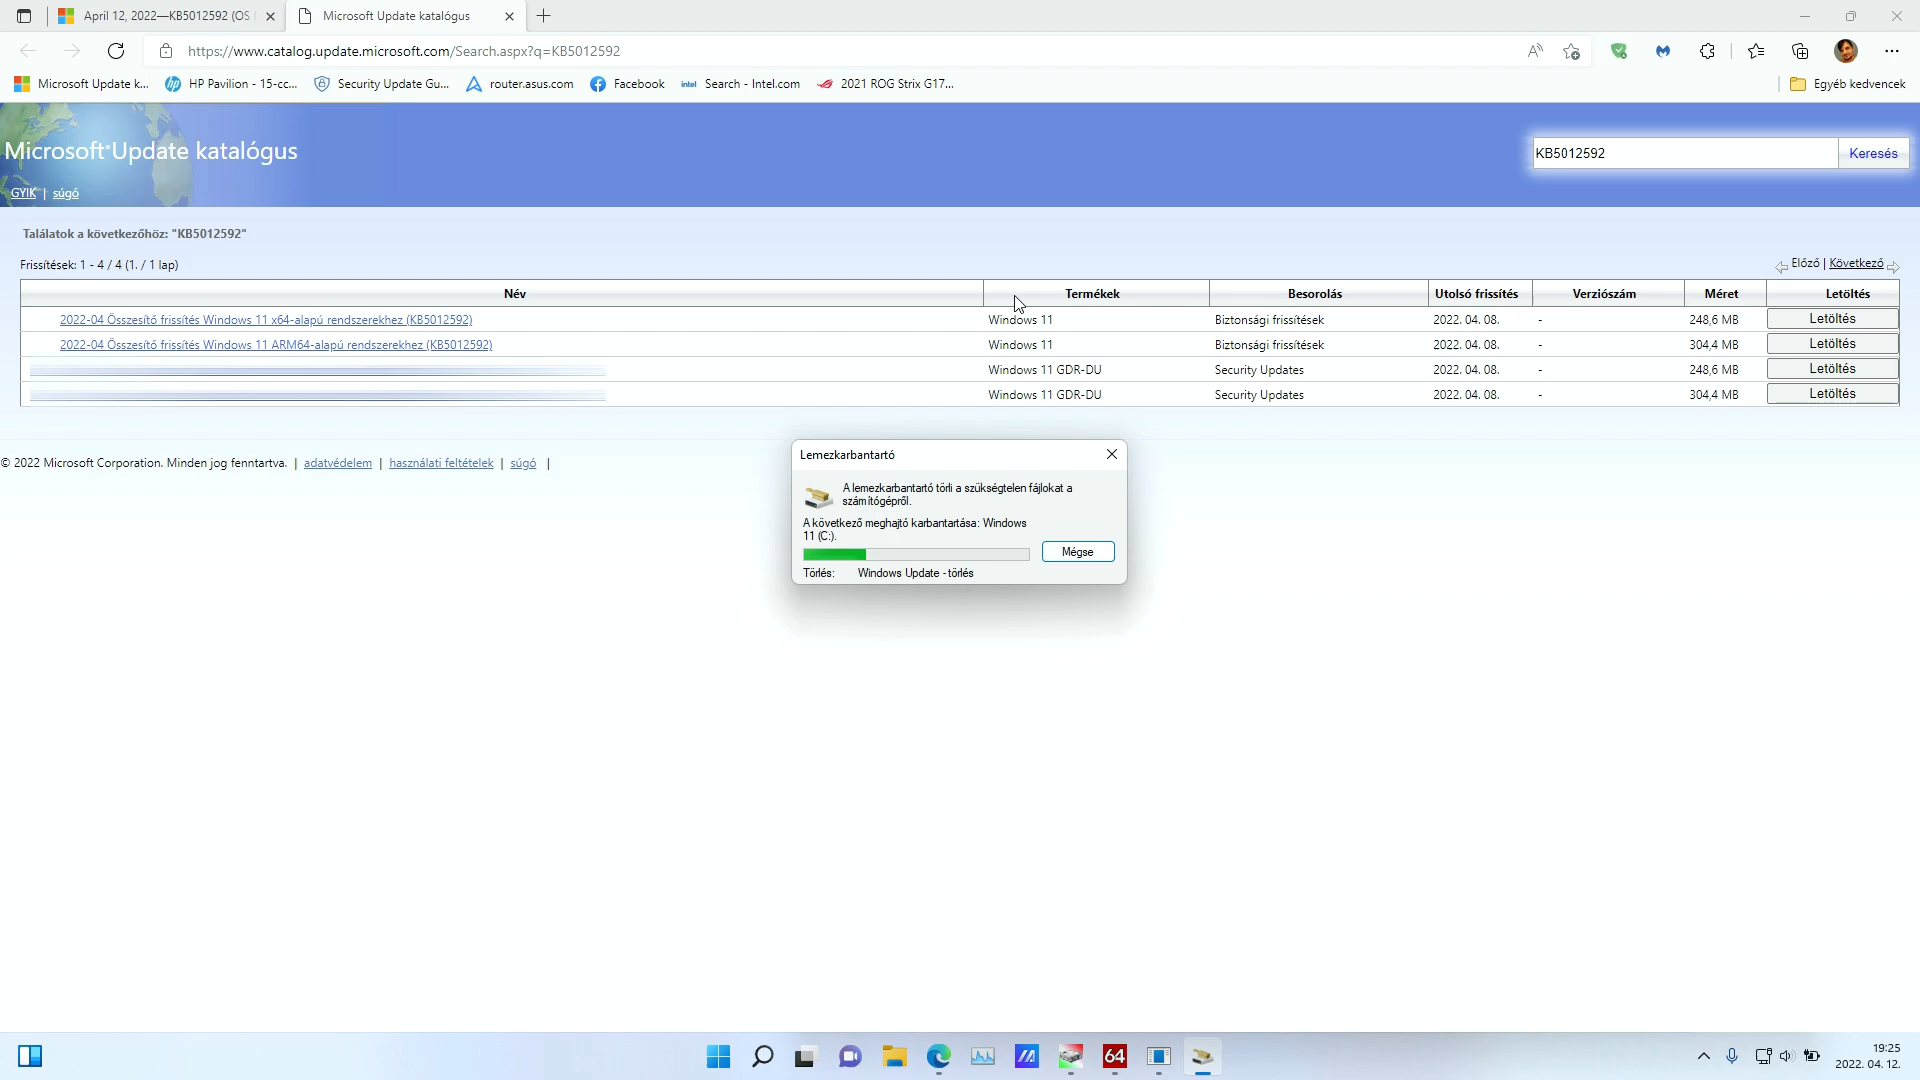 April 12, 2022—KB5012592 (OS
Microsoft Update katalógus
https://www.catalog.update.microsoft.com/Search.aspx?q=KB5012592
Microsoft Update k...
HP Pavilion - 15-cc...
Security Update Gu...
router.asus.com
Facebook
intel Search - Intel.com
2021 ROG Strix G17...
Egyéb kedvencek
Microsoft Update katalógus
GYIK | súgó
KB5012592
Keresés
Találatok a következőhöz: "KB5012592"
Frissítések: 1 - 4 / 4 (1. / 1 lap)
Előző | Következő
Név Termékek Besorolás Utolsó frissítés Verziószám Méret Letöltés
2022-04 Összesítő frissítés Windows 11 x64-alapú rendszerekhez (KB5012592) Windows 11 Biztonsági frissítések 2022. 04. 08. - 248,6 MB Letöltés
2022-04 Összesítő frissítés Windows 11 ARM64-alapú rendszerekhez (KB5012592) Windows 11 Biztonsági frissítések 2022. 04. 08. - 304,4 MB Letöltés
Windows 11 GDR-DU Security Updates 2022. 04. 08. - 248,6 MB Letöltés
Windows 11 GDR-DU Security Updates 2022. 04. 08. - 304,4 MB Letöltés
© 2022 Microsoft Corporation. Minden jog fenntartva. | adatvédelem | használati feltételek | súgó |
Lemezkarbantartó
A lemezkarbantartó törli a szükségtelen fájlokat a
számítógépről.
A következő meghajtó karbantartása: Windows
11 (C:).
Mégse
Törlés: Windows Update - törlés
64
19:25
2022. 04. 12.